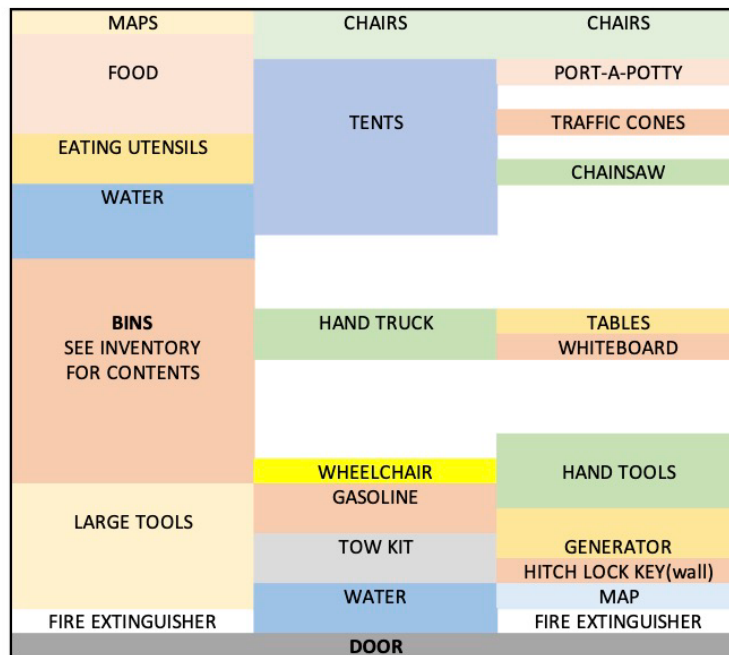 MAPS CHAIRS CHAIRS
FOOD PORT-A-POTTY
TENTS TRAFFIC CONES
EATING UTENSILS
CHAINSAW
WATER
BINS HAND TRUCK TABLES
SEE INVENTORY WHITEBOARD
FOR CONTENTS
WHEELCHAIR HAND TOOLS
GASOLINE
LARGE TOOLS
TOW KIT GENERATOR
HITCH LOCK KEY(wall)
WATER MAP
FIRE EXTINGUISHER FIRE EXTINGUISHER
DOOR